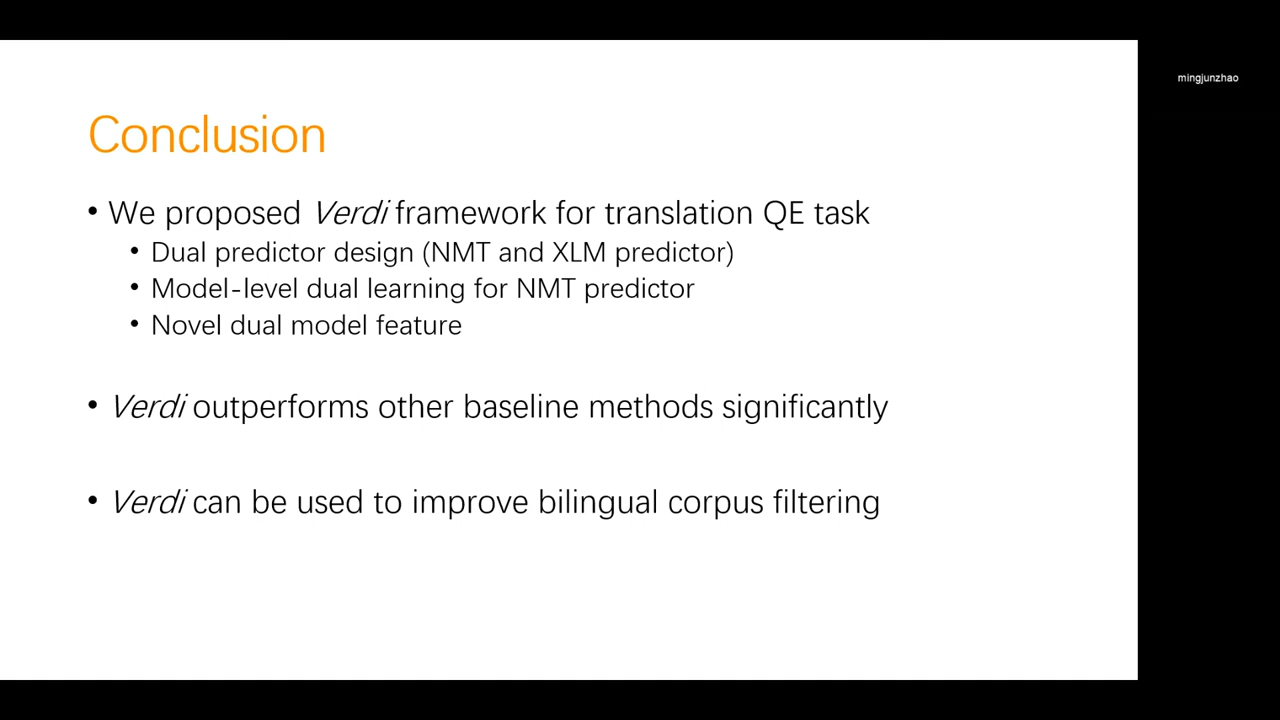 mingjunzhao
Conclusion
• We proposed Verdi framework for translation QE task
• Dual predictor design (NMT and XLM predictor)
• Model-level dual learning for NMT predictor
• Novel dual model feature
• Verdi outperforms other baseline methods significantly
• Verdi can be used to improve bilingual corpus filtering